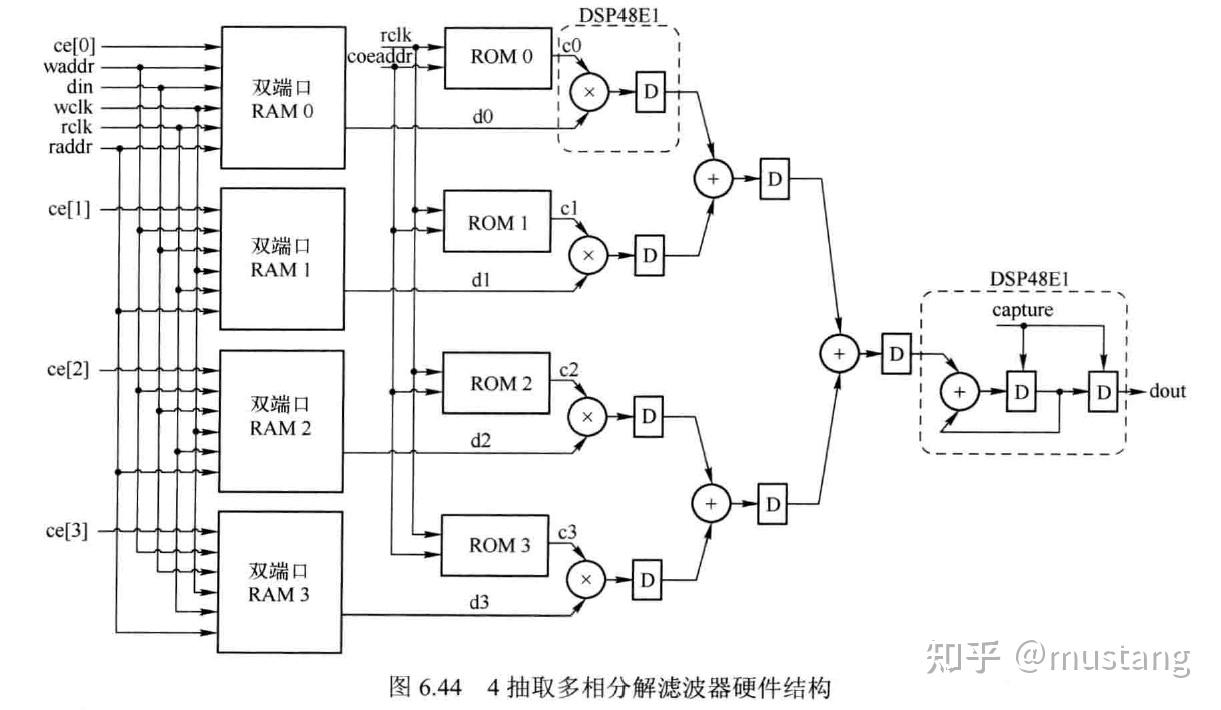 DSP48E1
ce[0]
waddr
din
wclk
rclk
raddr
双端口
RAM 0
rclk
coeaddr
ROM 0
c0
×
D
d0
+
D
ce[1]
双端口
RAM 1
ROM 1
c1
×
D
d1
DSP48E1
capture
+
D
+
D
D
dout
ce[2]
双端口
RAM 2
ROM 2
c2
×
D
d2
+
D
ce[3]
双端口
RAM 3
ROM 3
c3
×
D
d3
知乎 @mustang
图 6.44 4 抽取多相分解滤波器硬件结构